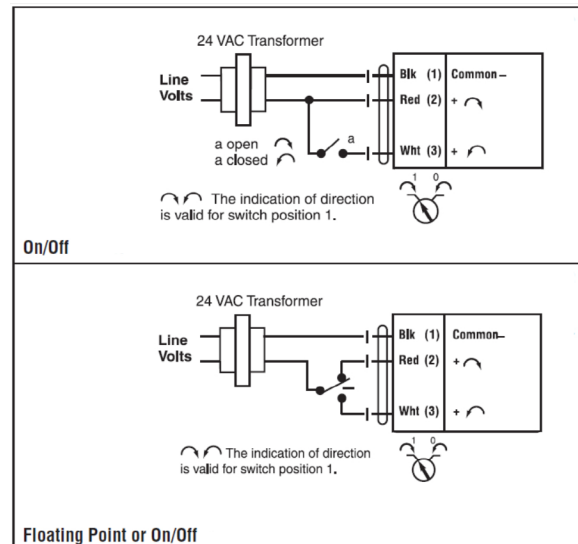 24 VAC Transformer
Line
Volts
Blk (1) Common–
Red (2) +
a open
a closed
a
Wht (3) +
1 0
The indication of direction
is valid for switch position 1.
On/Off
24 VAC Transformer
Line
Volts
Blk (1) Common–
Red (2) +
Wht (3) +
1 0
The indication of direction
is valid for switch position 1.
Floating Point or On/Off